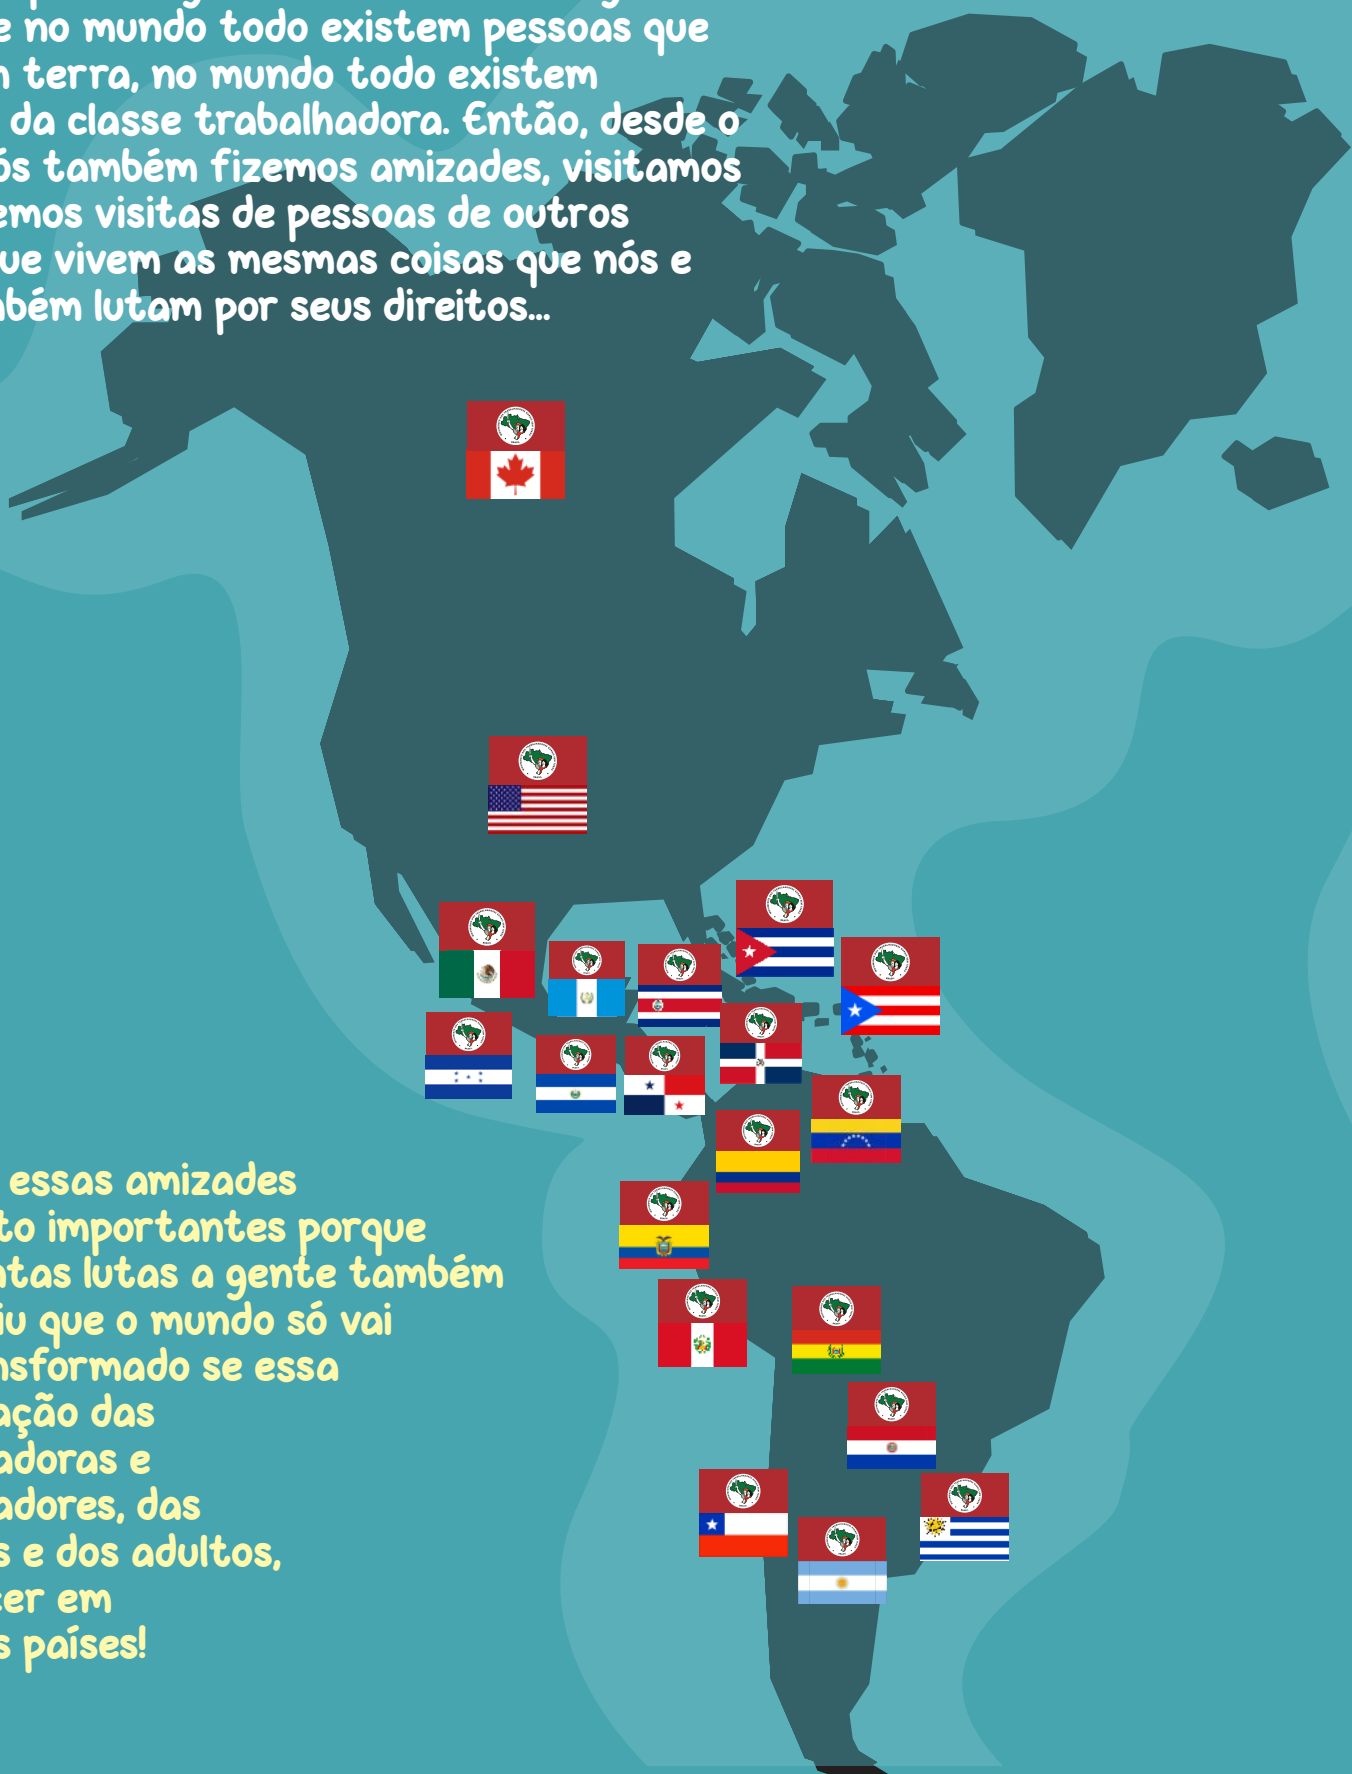 e no mundo todo existem pessoas que
terra, no mundo todo existem
da classe trabalhadora. Então, desde o
ós também fizemos amizades, visitamos
emos visitas de pessoas de outros
ue vivem as mesmas coisas que nós e
bém lutam por seus direitos...
essas amizades
to importantes porque
ntas lutas a gente também
iu que o mundo só vai
nsformado se essa
ação das
adoras e
adores, das
s e dos adultos,
cer em
s países!